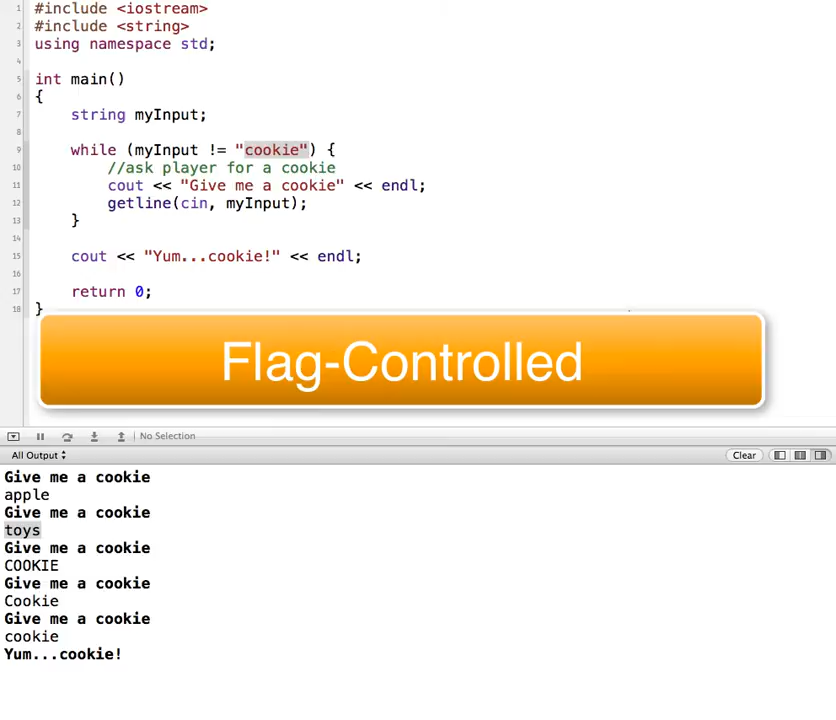 1 #include <iostream>
2 #include <string>
3 using namespace std;
4
5 int main()
6 {
7     string myInput;
8
9     while (myInput != "cookie") {
10         //ask player for a cookie
11         cout << "Give me a cookie" << endl;
12         getline(cin, myInput);
13     }
14
15     cout << "Yum...cookie!" << endl;
16
17     return 0;
18 }
Flag-Controlled
No Selection
All Output Clear
Give me a cookie
apple
Give me a cookie
toys
Give me a cookie
COOKIE
Give me a cookie
Cookie
Give me a cookie
cookie
Yum...cookie!